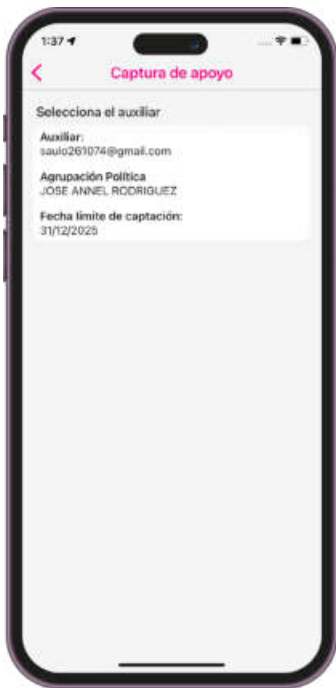 1:37
Captura de apoyo
Selecciona el auxiliar
Auxiliar:
saulo261074@gmail.com
Agrupación Política
JOSE ANNEL RODRIGUEZ
Fecha límite de captación:
31/12/2025